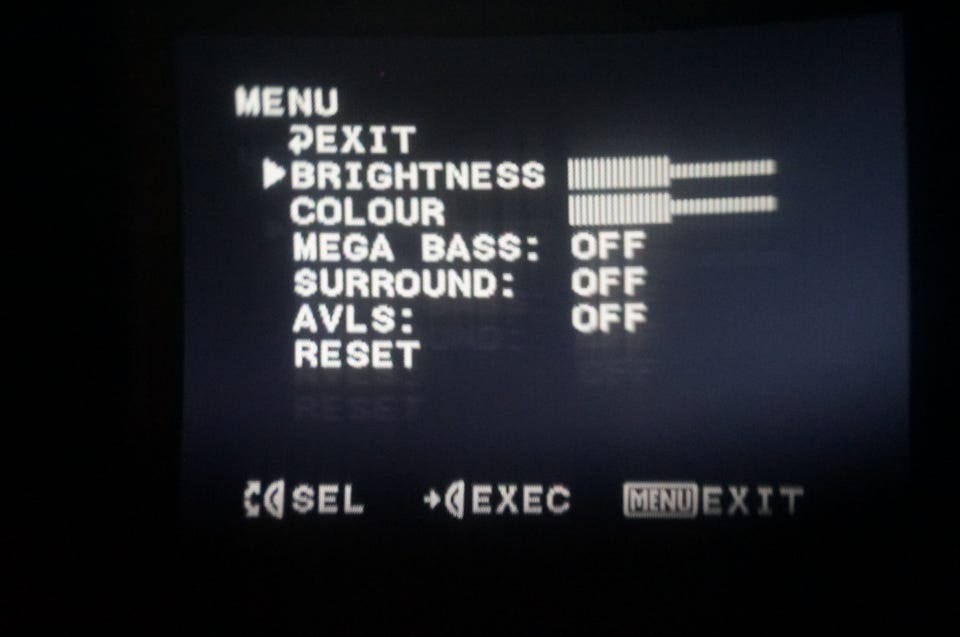 MENU
EXIT
BRIGHTNESS
COLOUR
MEGA BASS: OFF
SURROUND: OFF
AVLS: OFF
RESET
SEL EXEC MENU EXIT